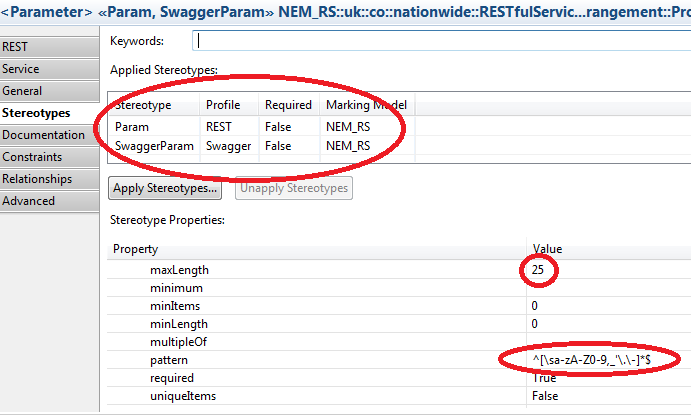 <Parameter> «Param, SwaggerParam» NEM_RS::uk::co::nationwide::RESTfulServic...rangement::Pro
REST
Service
General
Stereotypes
Documentation
Constraints
Relationships
Advanced
Keywords:
Applied Stereotypes:
Stereotype Profile Required Marking Model
Param REST False NEM_RS
SwaggerParam Swagger False NEM_RS
Apply Stereotypes... Unapply Stereotypes
Stereotype Properties:
Property Value
maxLength 25
minimum
minItems 0
minLength 0
multipleOf
pattern ^[\sa-zA-Z0-9,_'\.\-]*$
required True
uniqueItems False